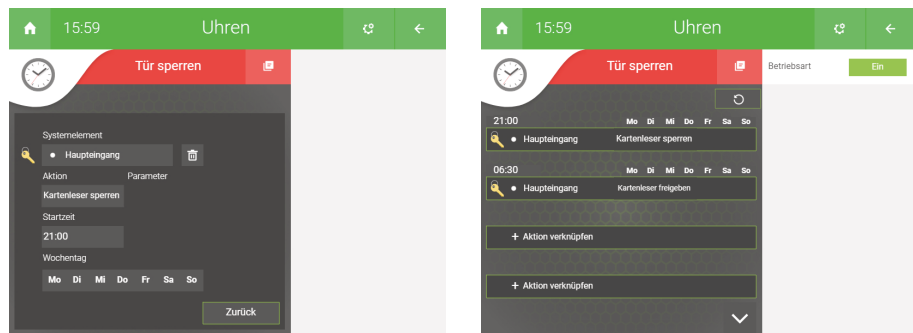 15:59 Uhren
Tür sperren
Systemelement
Haupteingang
Aktion Parameter
Kartenleser sperren
Startzeit
21:00
Wochentag
Mo Di Mi Do Fr Sa So
Zurück
15:59 Uhren
Tür sperren
Betriebsart Ein
21:00 Mo Di Mi Do Fr Sa So
Haupteingang Kartenleser sperren
06:30 Mo Di Mi Do Fr Sa So
Haupteingang Kartenleser freigeben
+ Aktion verknüpfen
+ Aktion verknüpfen